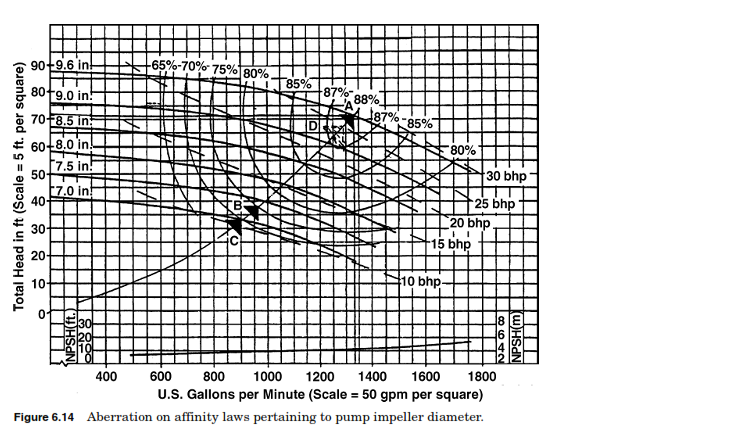 Total Head in ft (Scale = 5 ft. per square)
90
80
70
60
50
40
30
20
10
0
9.6 in.
9.0 in.
8.5 in.
8.0 in.
7.5 in.
7.0 in.
65% 70% 75% 80%
85%
87% 88%
87% 85%
80%
A
D
B
C
30 bhp
25 bhp
20 bhp
15 bhp
10 bhp
NPSH(ft.)
30
20
10
0
8
6
4
2
NPSH(m)
400 600 800 1000 1200 1400 1600 1800
U.S. Gallons per Minute (Scale = 50 gpm per square)
Figure 6.14 Aberration on affinity laws pertaining to pump impeller diameter.